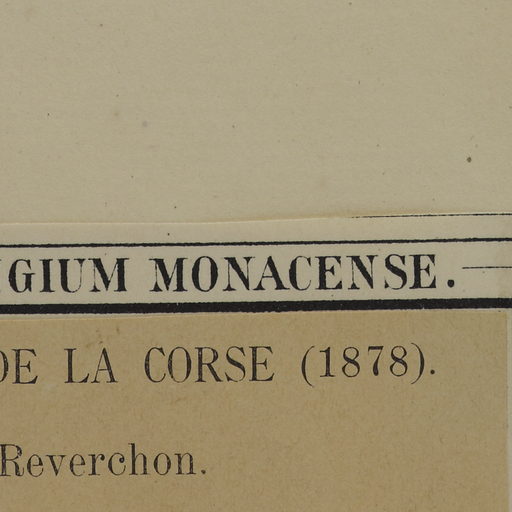 GIUM MONACENSE.
DE LA CORSE (1878).
Reverchon.